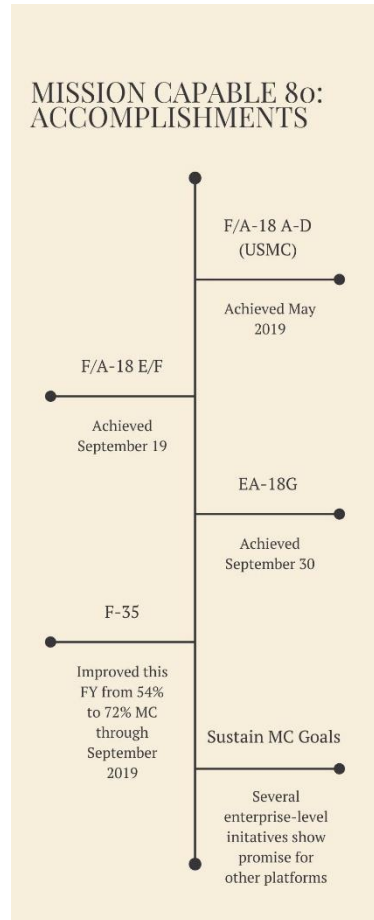 MISSION CAPABLE 80:
ACCOMPLISHMENTS
F/A-18 A-D
(USMC)
Achieved May
2019
F/A-18 E/F
Achieved
September 19
EA-18G
Achieved
September 30
F-35
Improved this
FY from 54%
to 72% MC
through
September
2019
Sustain MC Goals
Several
enterprise-level
initatives show
promise for
other platforms